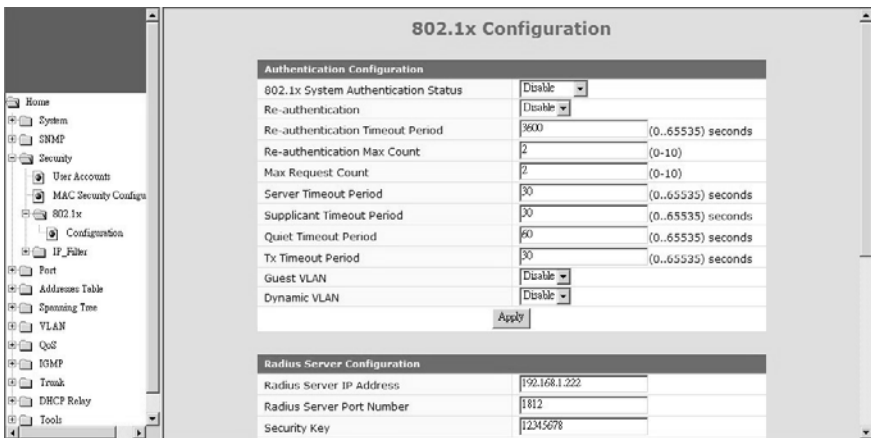 802.1x Configuration
Home
System
SNMP
Security
User Accounts
MAC Security Configu
802.1x
Configuration
IP_Filter
Port
Addresses Table
Spanning Tree
VLAN
QoS
IGMP
Trunk
DHCP Relay
Tools
Authentication Configuration
802.1x System Authentication Status Disable
Re-authentication Disable
Re-authentication Timeout Period 3600 (0..65535) seconds
Re-authentication Max Count 2 (0-10)
Max Request Count 2 (0-10)
Server Timeout Period 30 (0..65535) seconds
Supplicant Timeout Period 30 (0..65535) seconds
Quiet Timeout Period 60 (0..65535) seconds
Tx Timeout Period 30 (0..65535) seconds
Guest VLAN Disable
Dynamic VLAN Disable
Apply
Radius Server Configuration
Radius Server IP Address 192.168.1.222
Radius Server Port Number 1812
Security Key 12345678